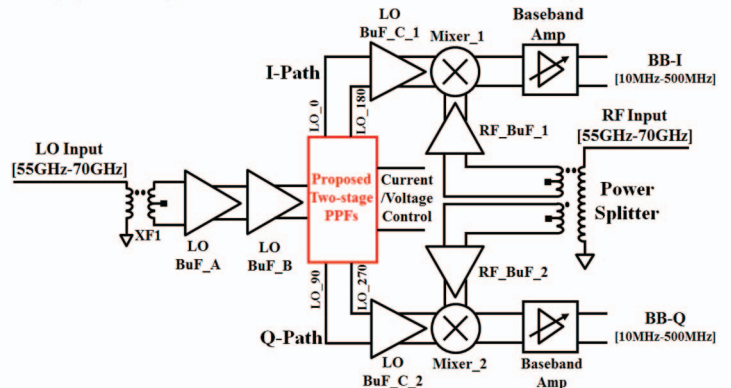 LO
BuF_C_1
Mixer_1
Baseband
Amp
BB-I
[10MHz-500MHz]
I-Path
LO_0
LO_180
RF_BuF_1
RF Input
[55GHz-70GHz]
LO Input
[55GHz-70GHz]
Proposed
Two-stage
PPFs
Current
/Voltage
Control
Power
Splitter
XF1
LO
BuF_A
LO
BuF_B
LO_90
LO_270
RF_BuF_2
Q-Path
LO
BuF_C_2
Mixer_2
Baseband
Amp
BB-Q
[10MHz-500MHz]